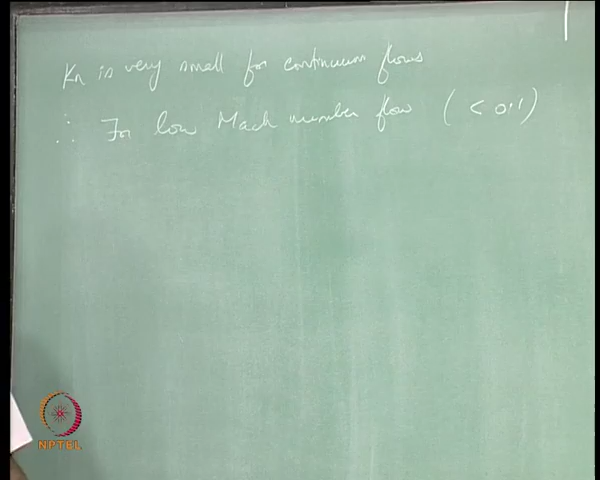 Kn is very small for continuum flows
∴ For low Mach number flow (< 0.1)
NPTEL